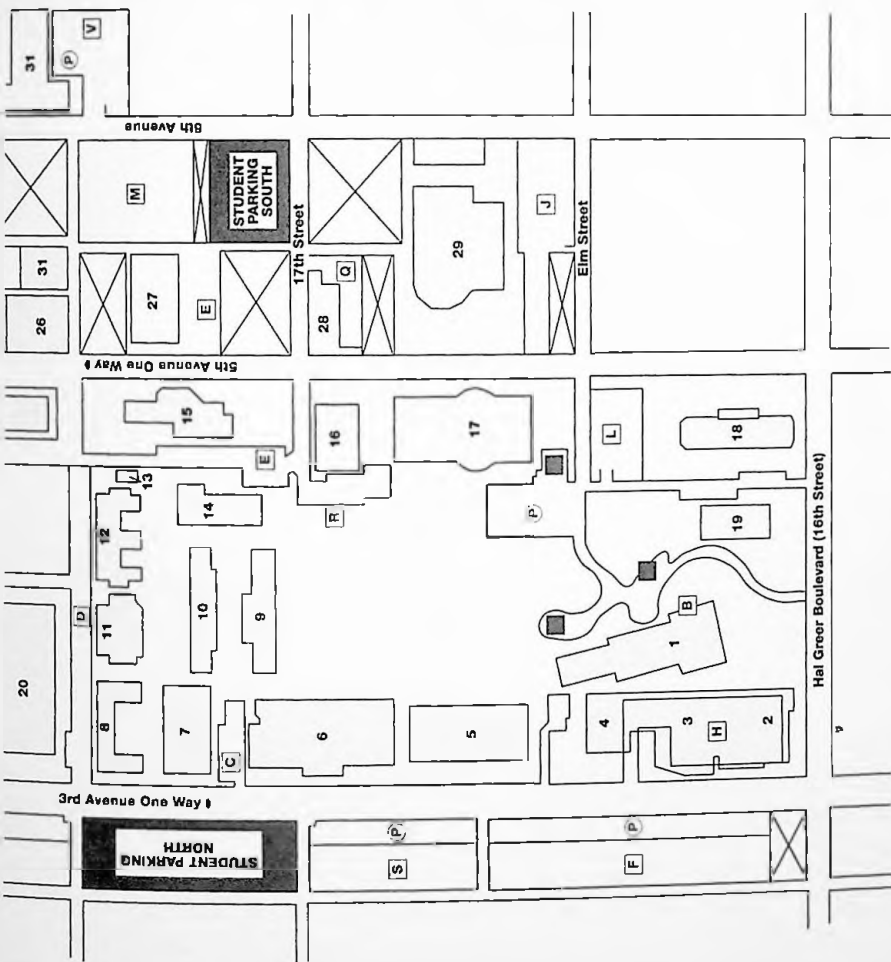 31
P
V
6th Avenue
M
STUDENT
PARKING
SOUTH
J
31
26
27
E
17th Street
28
Q
29
Elm Street
5th Avenue One Way
15
E
16
17
L
18
13
12
14
R
P
19
Hal Greer Boulevard (16th Street)
D
11
10
9
B
1
20
8
7
C
6
5
4
3
H
2
3rd Avenue One Way
STUDENT PARKING
NORTH
P
S
P
F